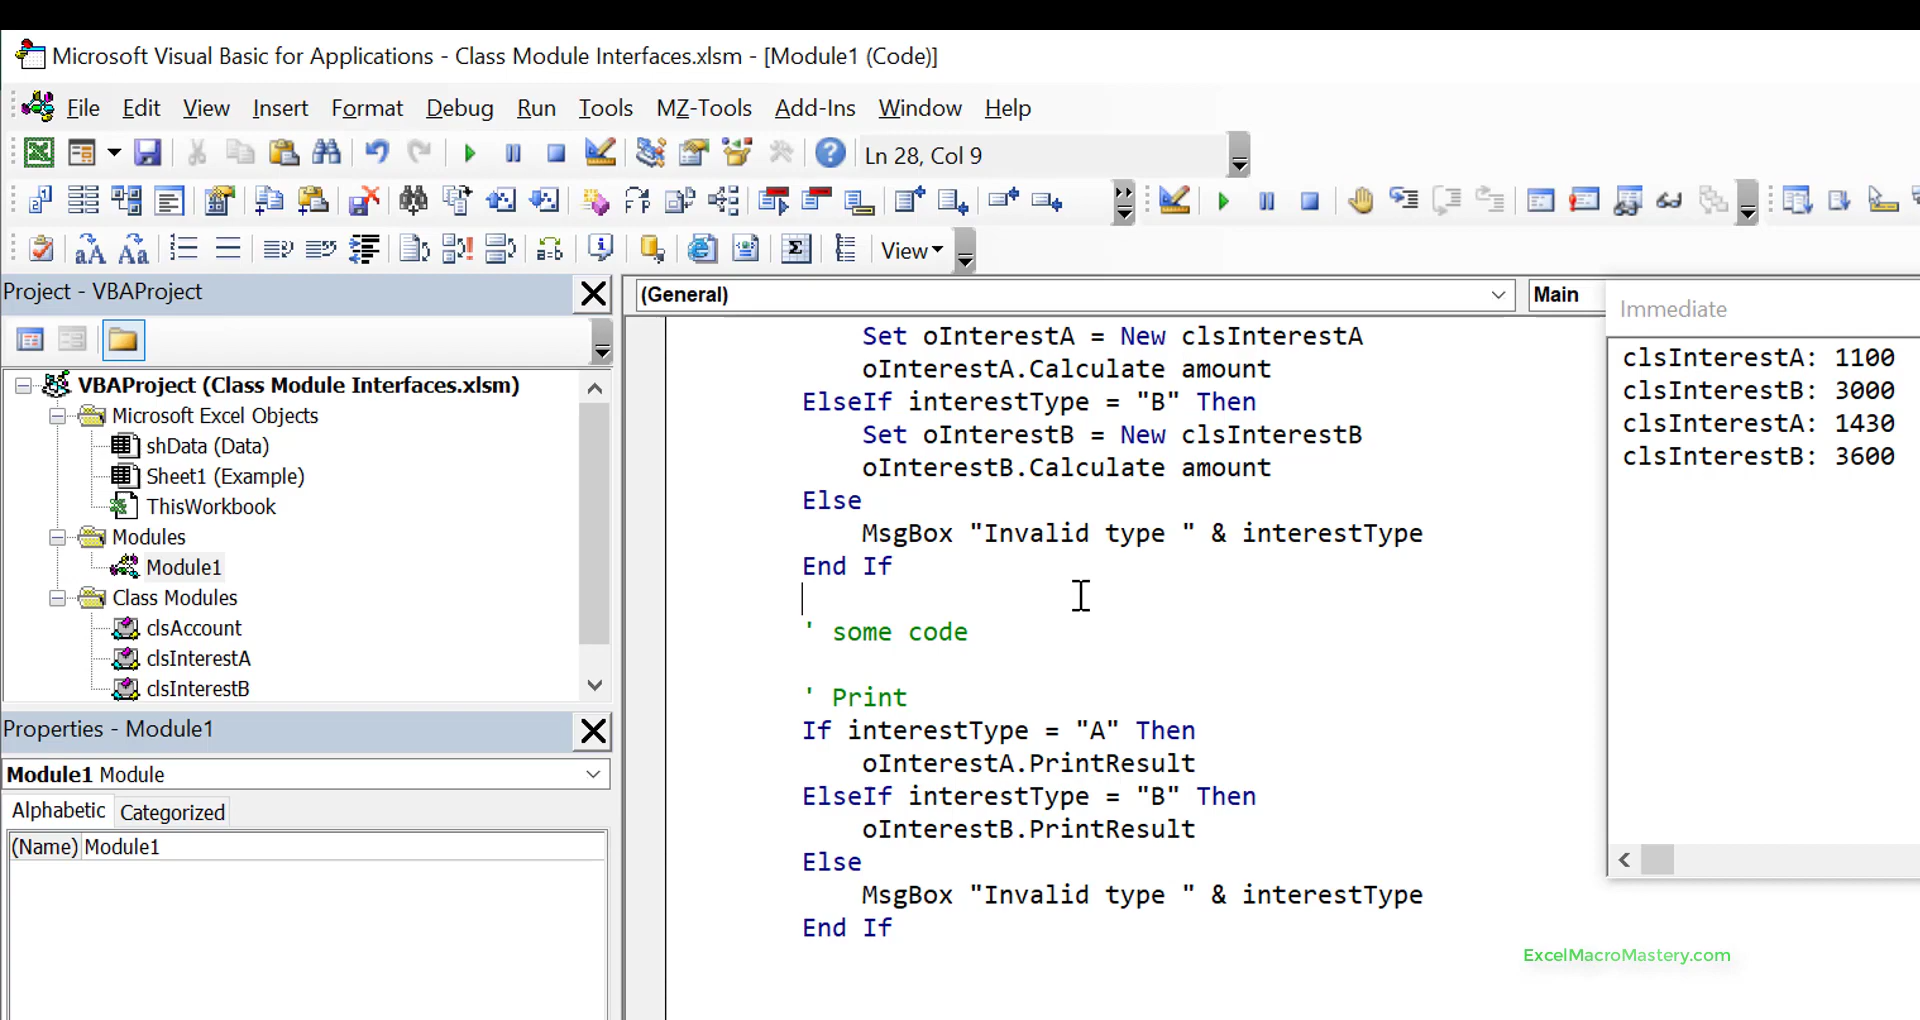 Microsoft Visual Basic for Applications - Class Module Interfaces.xlsm - [Module1 (Code)]
File Edit View Insert Format Debug Run Tools MZ-Tools Add-Ins Window Help
Ln 28, Col 9
View
Project - VBAProject
VBAProject (Class Module Interfaces.xlsm)
Microsoft Excel Objects
shData (Data)
Sheet1 (Example)
ThisWorkbook
Modules
Module1
Class Modules
clsAccount
clsInterestA
clsInterestB
Properties - Module1
Module1 Module
Alphabetic Categorized
(Name) Module1
(General)
Main
Set oInterestA = New clsInterestA
oInterestA.Calculate amount
ElseIf interestType = "B" Then
Set oInterestB = New clsInterestB
oInterestB.Calculate amount
Else
MsgBox "Invalid type " & interestType
End If
' some code
' Print
If interestType = "A" Then
oInterestA.PrintResult
ElseIf interestType = "B" Then
oInterestB.PrintResult
Else
MsgBox "Invalid type " & interestType
End If
Immediate
clsInterestA: 1100
clsInterestB: 3000
clsInterestA: 1430
clsInterestB: 3600
ExcelMacroMastery.com